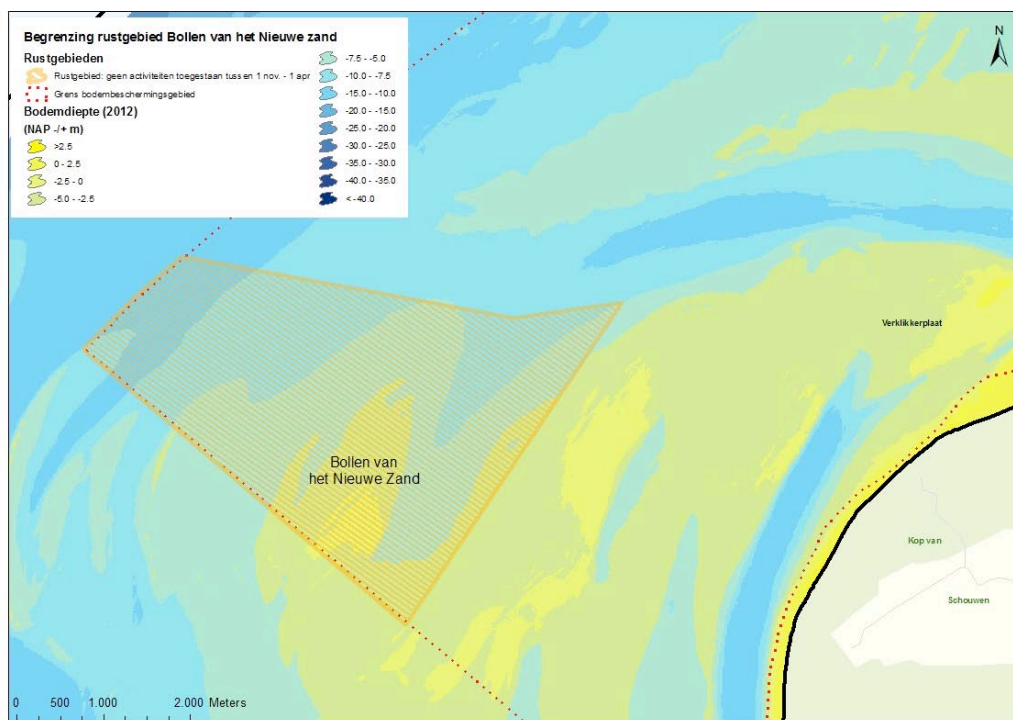 Begrenzing rustgebied Bollen van het Nieuwe zand
Rustgebieden
Rustgebied: geen activiteiten toegestaan tussen 1 nov. - 1 apr
Grens bodembeschermingsgebied
Bodemdiepte (2012)
(NAP -/+ m)
>2.5
0 - 2.5
-2.5 - 0
-5.0 - -2.5
-7.5 - -5.0
-10.0 - -7.5
-15.0 - -10.0
-20.0 - -15.0
-25.0 - -20.0
-30.0 - -25.0
-35.0 - -30.0
-40.0 - -35.0
< -40.0
N
Verklikkerplaat
Bollen van
het Nieuwe Zand
Kop van
Schouwen
0 500 1.000 2.000 Meters